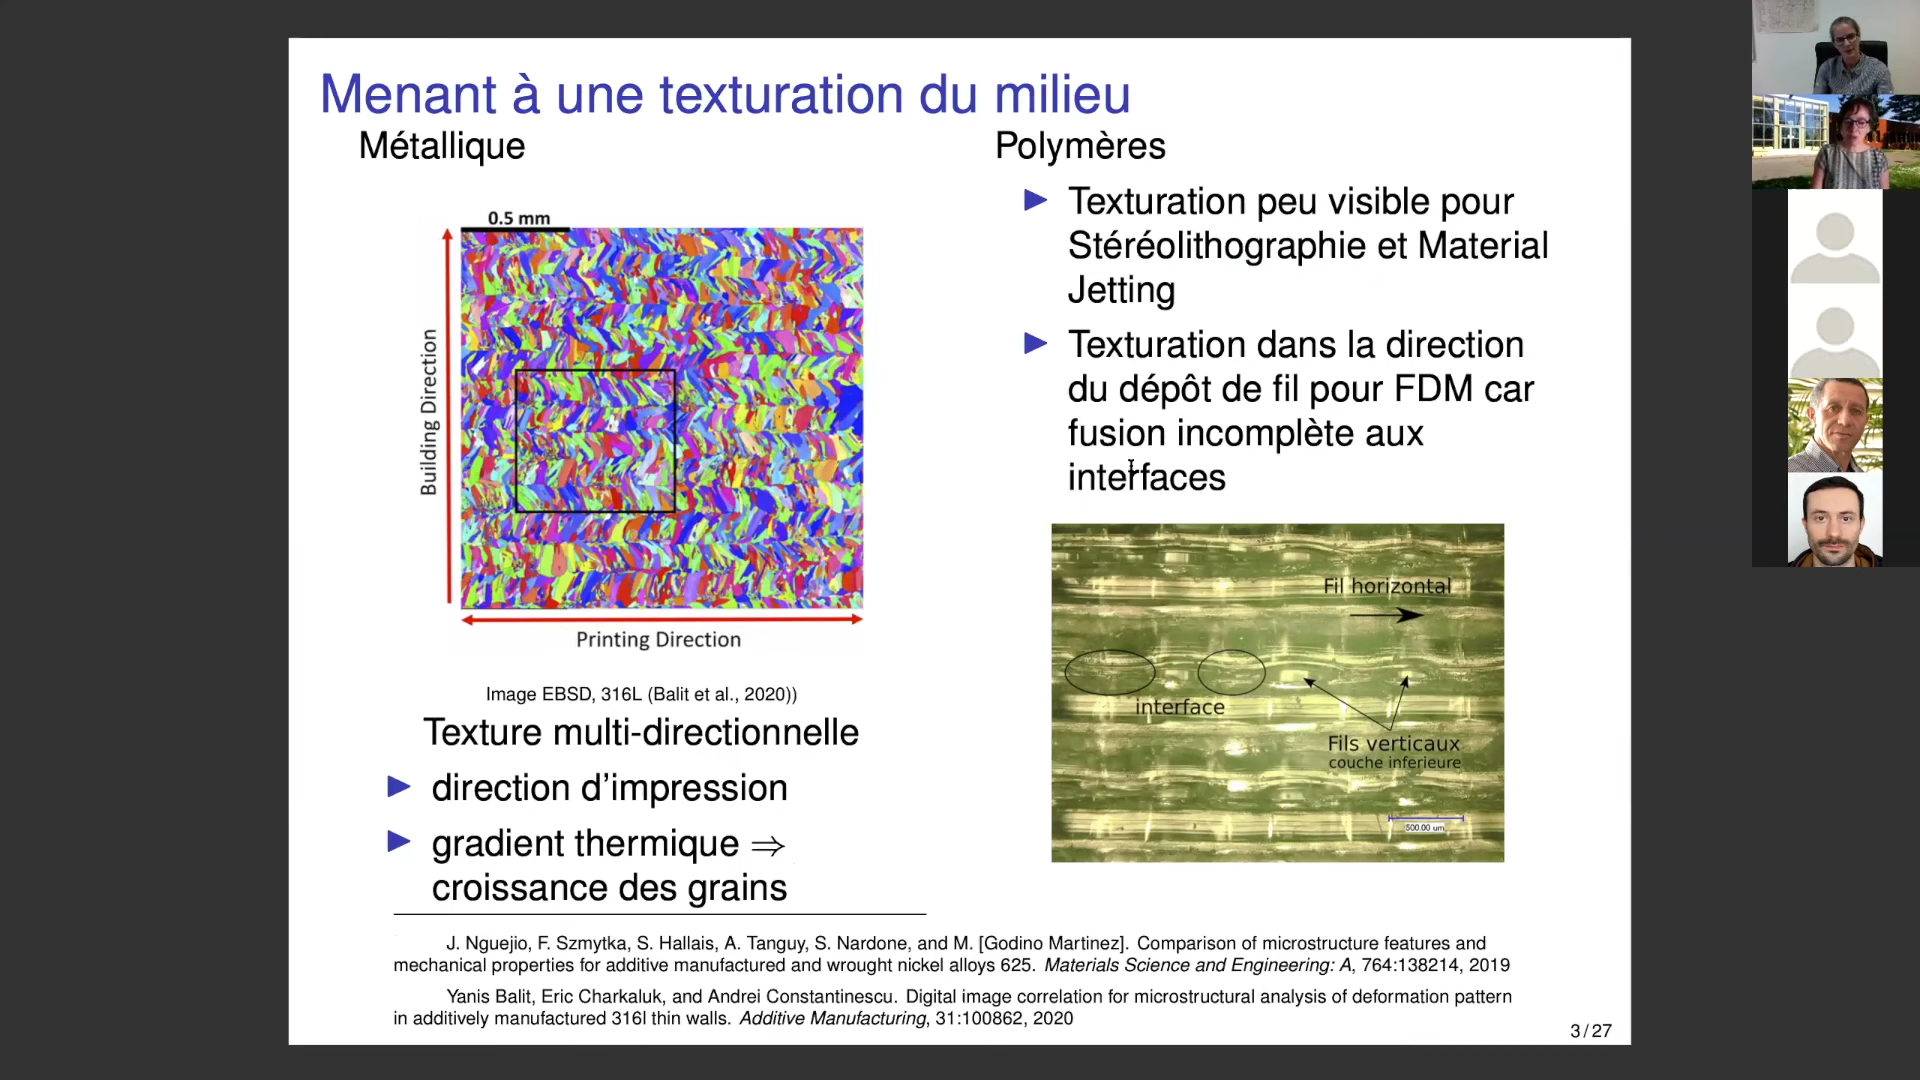 Menant à une texturation du milieu
Métallique
0.5 mm
Building Direction
Printing Direction
Image EBSD, 316L (Balit et al., 2020))
Texture multi-directionnelle
▶ direction d'impression
▶ gradient thermique ⇒
croissance des grains
Polymères
▶ Texturation peu visible pour
Stéréolithographie et Material
Jetting
▶ Texturation dans la direction
du dépôt de fil pour FDM car
fusion incomplète aux
interfaces
Fil horizontal
interface
Fils verticaux
couche inferieure
500.00 um
J. Nguejio, F. Szmytka, S. Hallais, A. Tanguy, S. Nardone, and M. [Godino Martinez]. Comparison of microstructure features and
mechanical properties for additive manufactured and wrought nickel alloys 625. Materials Science and Engineering: A, 764:138214, 2019
Yanis Balit, Eric Charkaluk, and Andrei Constantinescu. Digital image correlation for microstructural analysis of deformation pattern
in additively manufactured 316l thin walls. Additive Manufacturing, 31:100862, 2020
3 / 27